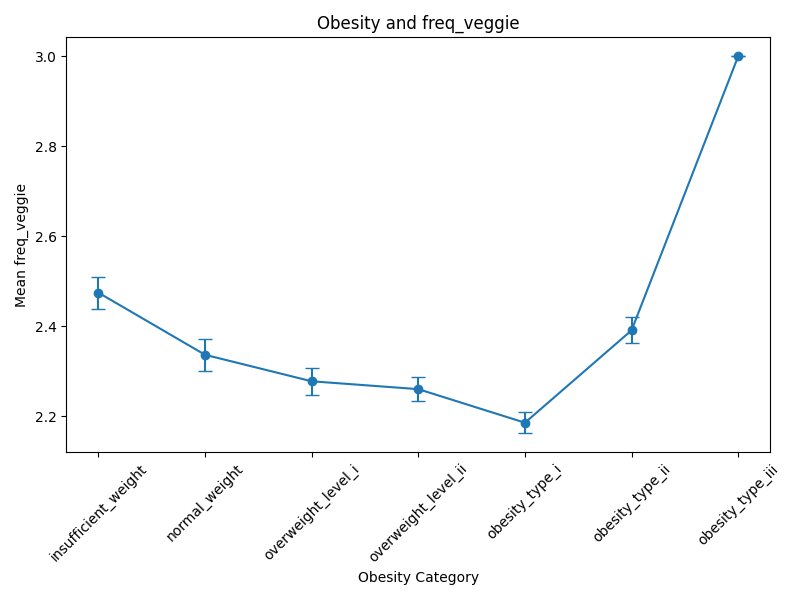 Obesity and freq_veggie
Mean freq_veggie
3.0
2.8
2.6
2.4
2.2
insufficient_weight
normal_weight
overweight_level_i
overweight_level_ii
obesity_type_i
obesity_type_ii
obesity_type_iii
Obesity Category